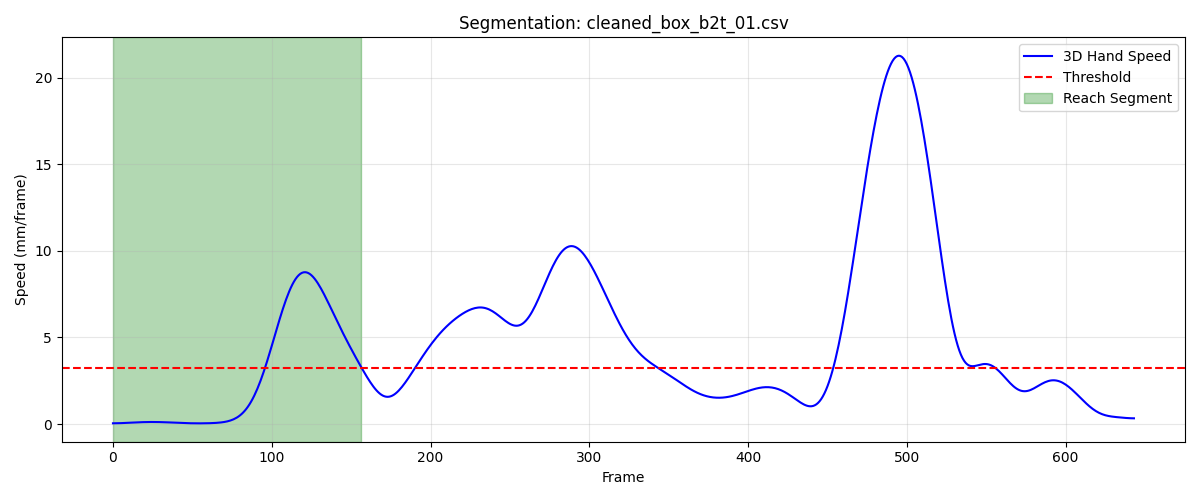 Segmentation: cleaned_box_b2t_01.csv
3D Hand Speed
Threshold
Reach Segment
Speed (mm/frame)
20
15
10
5
0
0 100 200 300 400 500 600
Frame